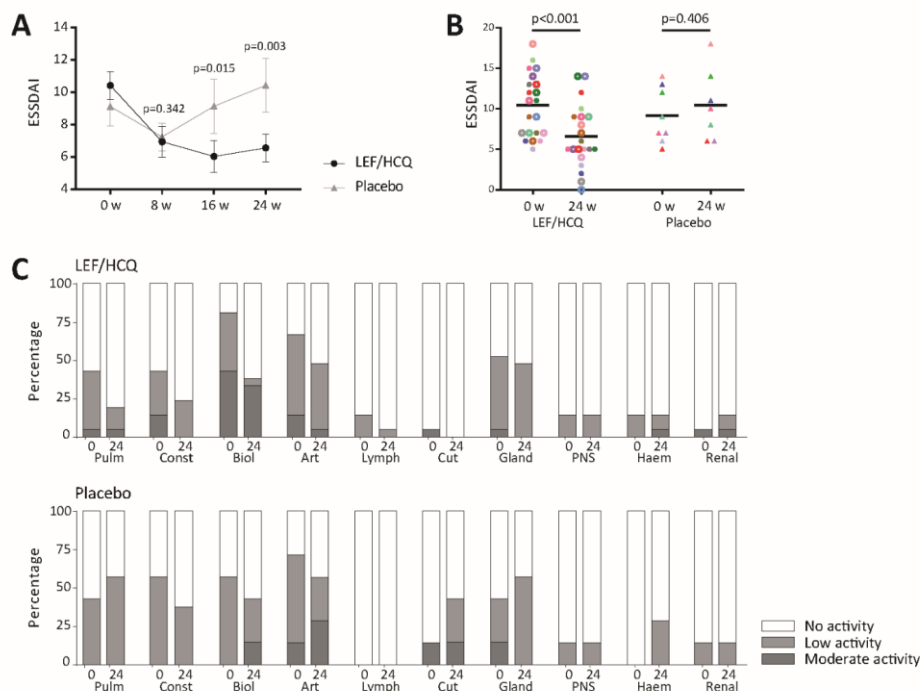 A
ESSDAI
14
12
10
8
6
4
p=0.342
p=0.015
p=0.003
0 w
8 w
16 w
24 w
LEF/HCQ
Placebo
B
p<0.001
p=0.406
ESSDAI
20
15
10
5
0
0 w
24 w
0 w
24 w
LEF/HCQ
Placebo
C
LEF/HCQ
Percentage
100
75
50
25
0
0 24 0 24 0 24 0 24 0 24 0 24 0 24 0 24 0 24 0 24
Pulm Const Biol Art Lymph Cut Gland PNS Haem Renal
Placebo
Percentage
100
75
50
25
0
0 24 0 24 0 24 0 24 0 24 0 24 0 24 0 24 0 24 0 24
Pulm Const Biol Art Lymph Cut Gland PNS Haem Renal
No activity
Low activity
Moderate activity